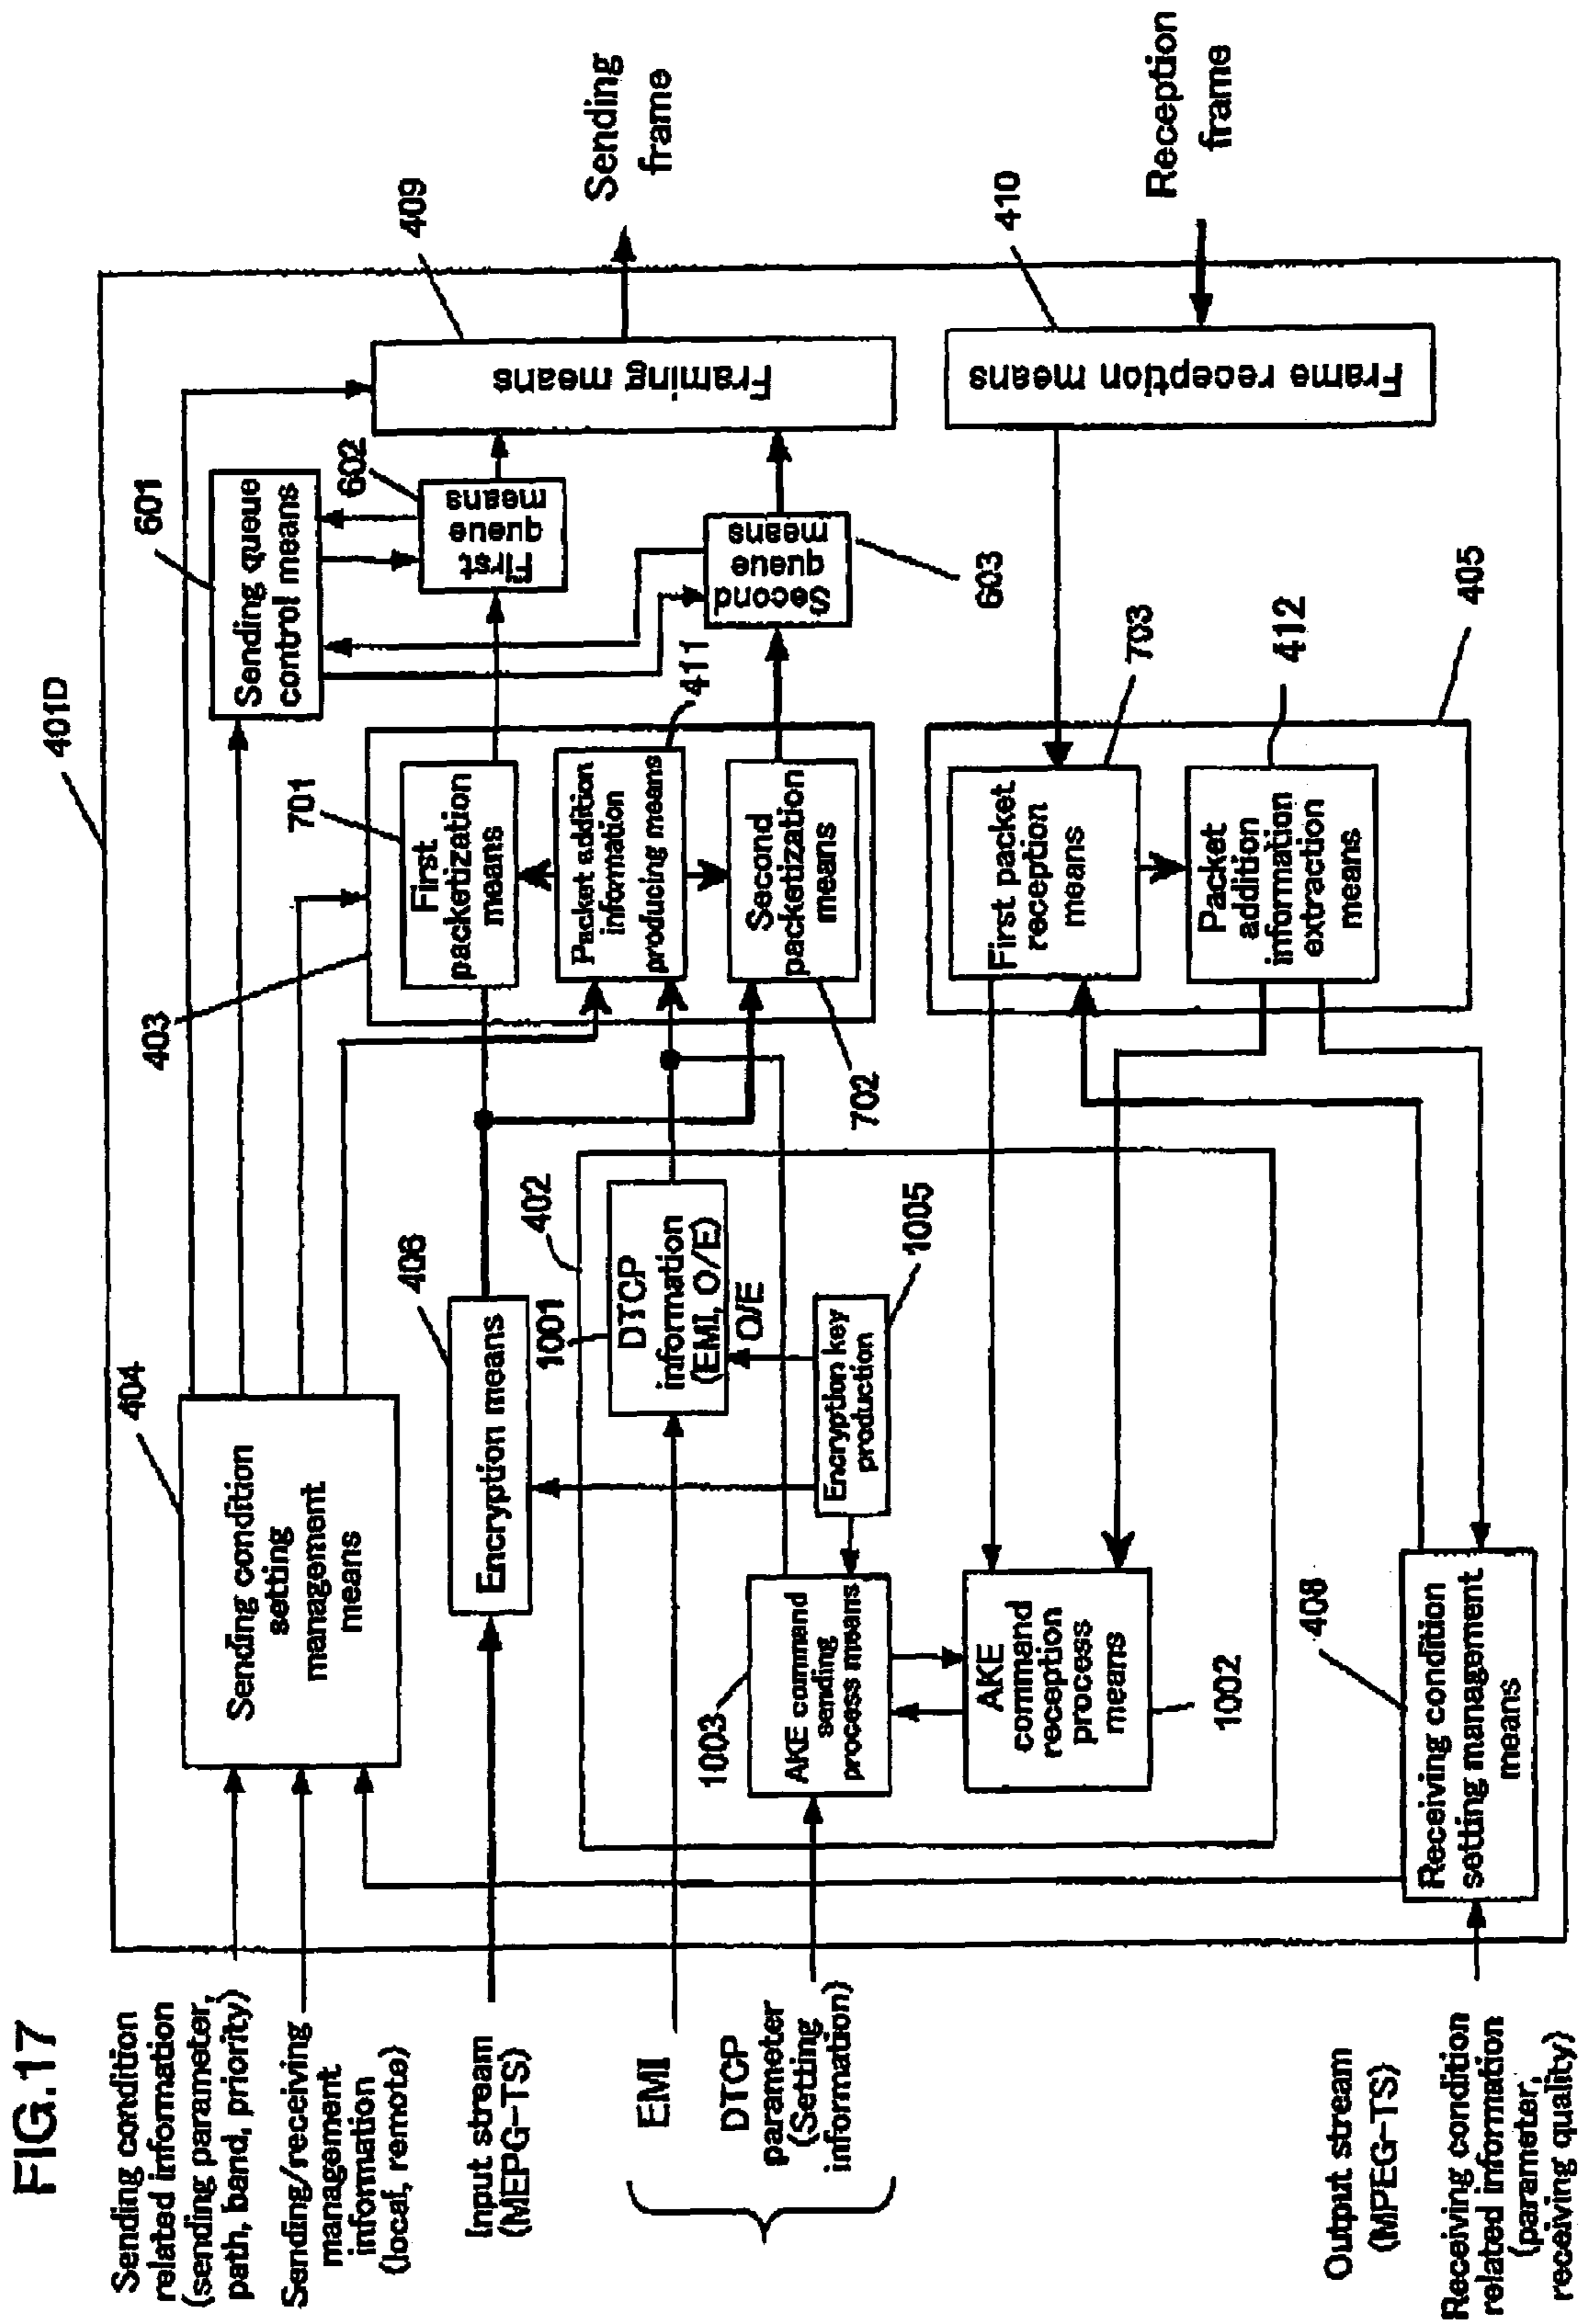 FIG.17
Sending condition
related information
(sending parameter,
path, band, priority)
Sending/receiving
management
information
(local, remote)
Input stream
(MEPG-TS)
EMI
DTCP
parameter
(Setting
information)
Output stream
(MPEG-TS)
Receiving condition
related information
(parameter,
receiving quality)
401D
404
Sending condition
setting
management
means
406
Encryption means
402
1001
DTCP
information
(EMI, O/E)
O/E
1005
Encryption key
production
1003
AKE command
sending
process means
AKE
command
reception
process
means
1002
408
Receiving condition
setting management
means
403
701
First
packetization
means
Packet addition
information
producing means
411
Second
packetization
means
702
601
Sending queue
control means
602
First
queue
means
Second
queue
means
603
409
Framing means
Sending
frame
First packet
reception
means
703
Packet
addition
information
extraction
means
412
405
410
Frame reception means
Reception
frame